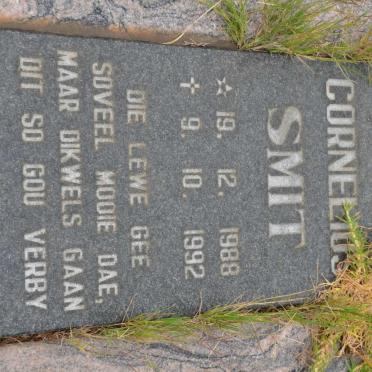 CORNELIUS
SMIT
☆ 19. 12. 1988
✢ 9. 10. 1992
DIE LEWE GEE
SOVEEL MOOIE DAE,
MAAR DIKWELS GAAN
DIT SO GOU VERBY